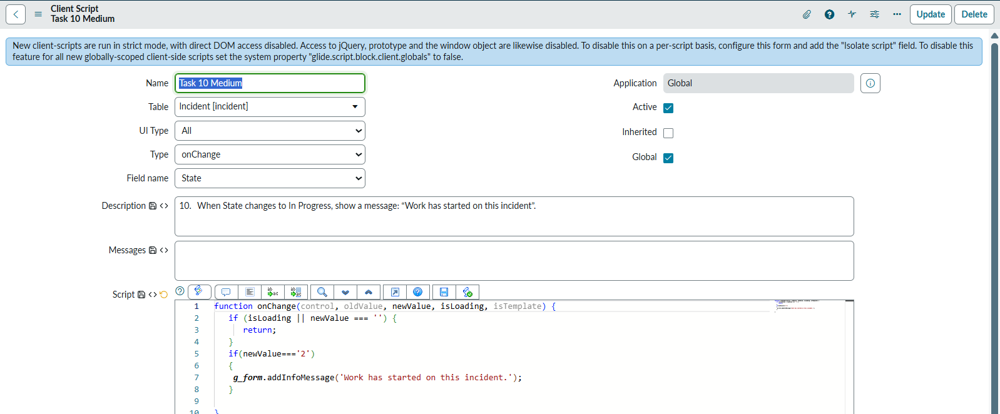 Client Script
Task 10 Medium
Update
Delete
New client-scripts are run in strict mode, with direct DOM access disabled. Access to jQuery, prototype and the window object are likewise disabled. To disable this on a per-script basis, configure this form and add the "Isolate script" field. To disable this
feature for all new globally-scoped client-side scripts set the system property "glide.script.block.client.globals" to false.
Name Task 10 Medium
Application Global
Table Incident [incident]
Active
UI Type All
Inherited
Type onChange
Global
Field name State
Description 10. When State changes to In Progress, show a message: “Work has started on this incident”.
Messages
Script
1 function onChange(control, oldValue, newValue, isLoading, isTemplate) {
2 if (isLoading || newValue === '') {
3 return;
4 }
5 if(newValue==='2')
6 {
7 g_form.addInfoMessage('Work has started on this incident.');
8 }
9
10 }